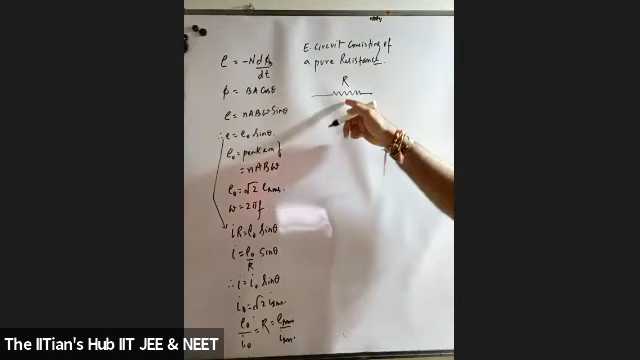 e = -N dφB/dt
φ = BA cosθ
e = nABW sinθ
∴ e = e₀ sinθ.
e₀ = peak emf
= nABW
e₀ = √2 erms.
W = 2πf
iR = e₀ sinθ
i = e₀/R sinθ
∴ i = i₀ sinθ
i₀ = √2 irms.
e₀/i₀ = R = erms/irms.
E. Circuit Consisting of
a pure Resistance.
R
The IITian's Hub IIT JEE & NEET